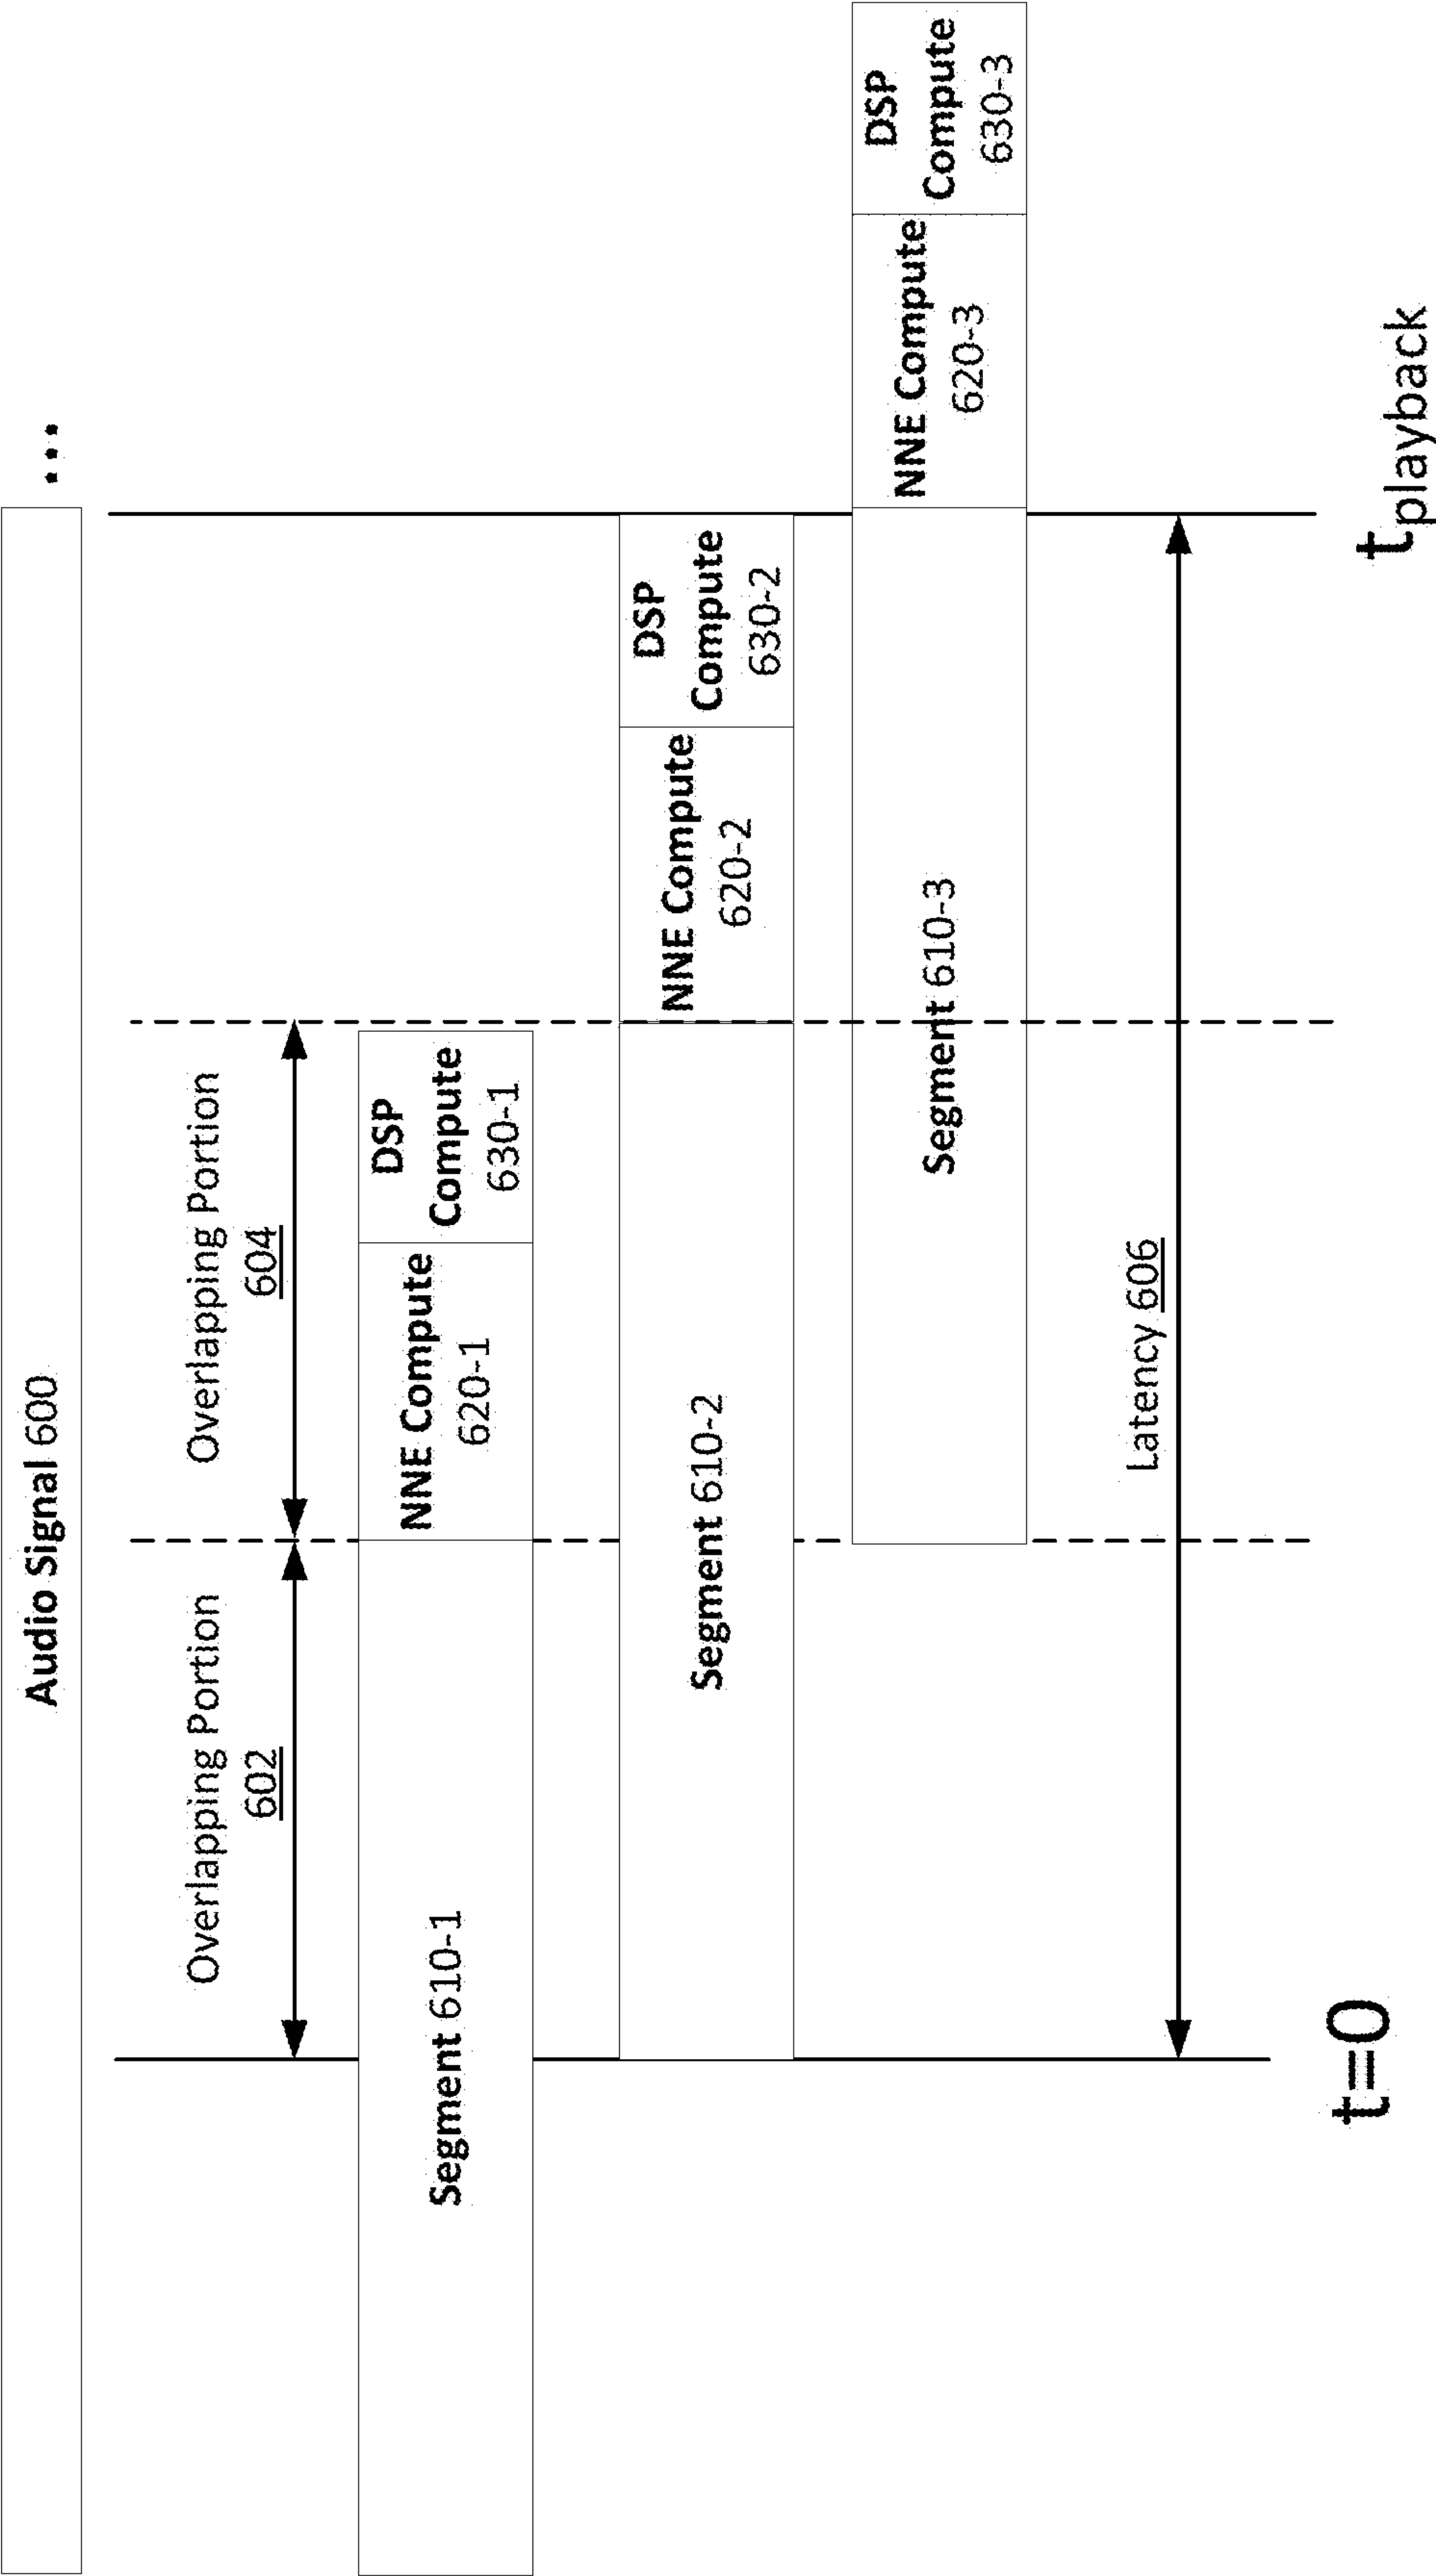 Audio Signal 600
...
Overlapping Portion
602
Overlapping Portion
604
Segment 610-1
NNE Compute
620-1
DSP
Compute
630-1
Segment 610-2
NNE Compute
620-2
DSP
Compute
630-2
Segment 610-3
NNE Compute
620-3
DSP
Compute
630-3
Latency 606
t=0
tplayback